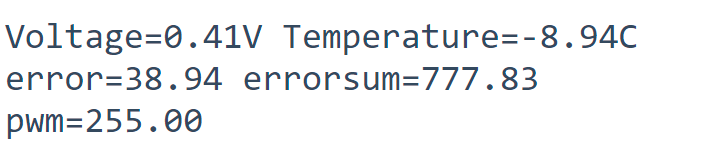 Voltage=0.41V Temperature=-8.94C
error=38.94 errorsum=777.83
pwm=255.00